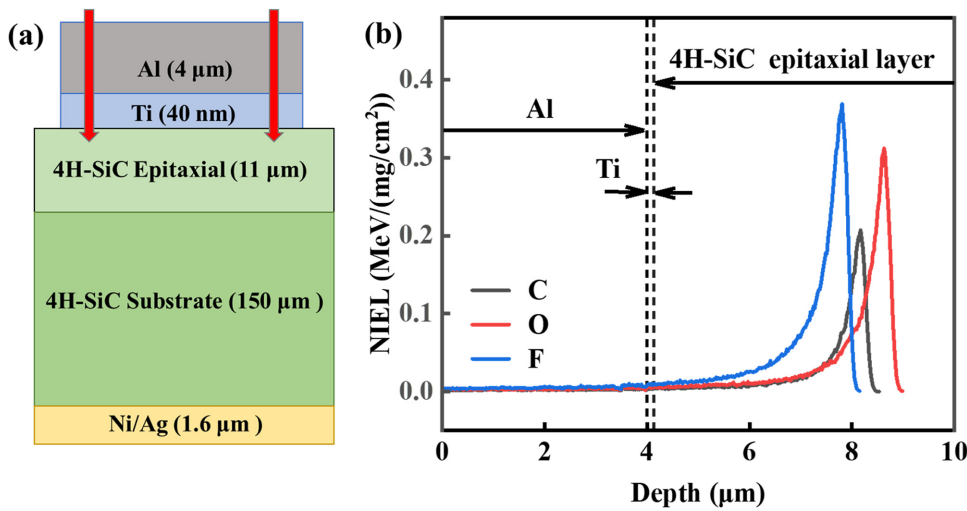 (a)
Al (4 μm)
Ti (40 nm)
4H-SiC Epitaxial (11 μm)
4H-SiC Substrate (150 μm )
Ni/Ag (1.6 μm )
(b)
4H-SiC epitaxial layer
Al
Ti
C
O
F
NIEL (MeV/(mg/cm²))
0.4
0.3
0.2
0.1
0.0
0
2
4
6
8
10
Depth (μm)